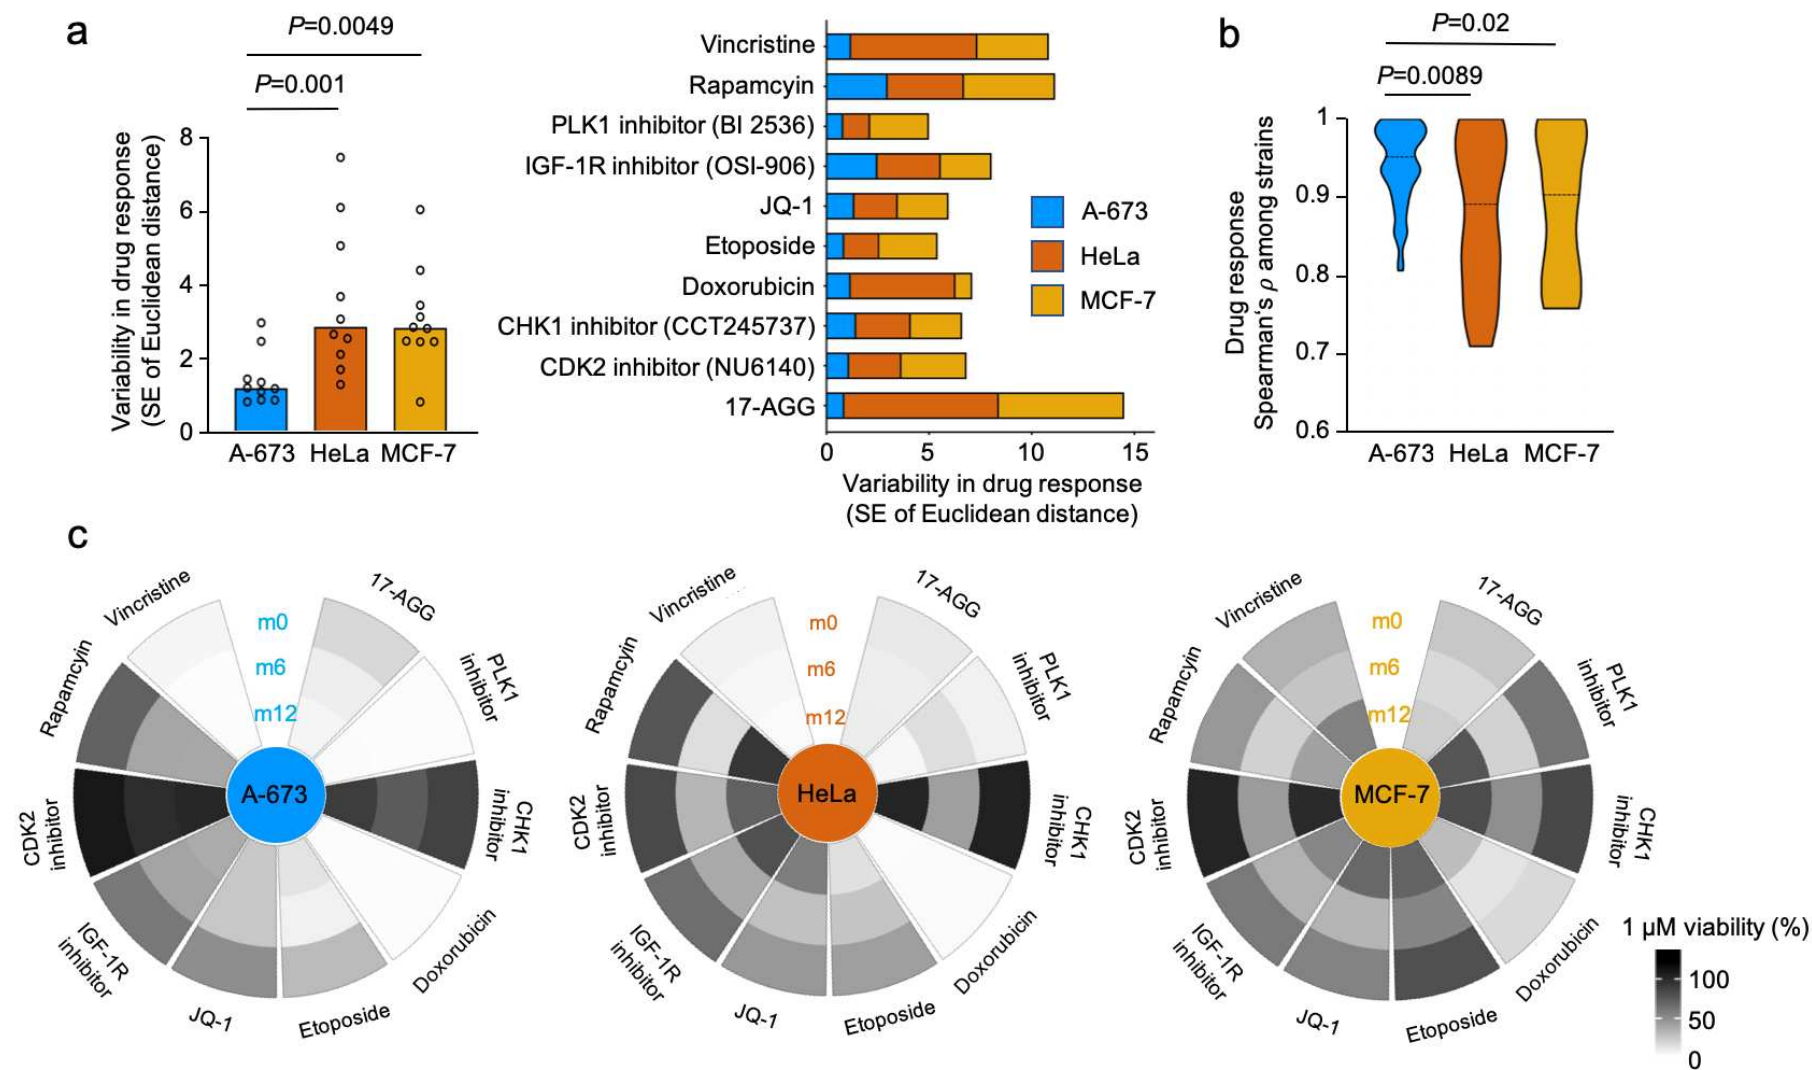 a
P=0.0049
P=0.001
Variability in drug response
(SE of Euclidean distance)
8
6
4
2
0
A-673 HeLa MCF-7
Vincristine
Rapamcyin
PLK1 inhibitor (BI 2536)
IGF-1R inhibitor (OSI-906)
JQ-1
Etoposide
Doxorubicin
CHK1 inhibitor (CCT245737)
CDK2 inhibitor (NU6140)
17-AGG
0 5 10 15
Variability in drug response
(SE of Euclidean distance)
A-673
HeLa
MCF-7
b
P=0.02
P=0.0089
Drug response
Spearman's ρ among strains
1
0.9
0.8
0.7
0.6
A-673 HeLa MCF-7
c
Vincristine
17-AGG
PLK1
inhibitor
CHK1
inhibitor
Doxorubicin
Etoposide
JQ-1
IGF-1R
inhibitor
CDK2
inhibitor
Rapamcyin
m0
m6
m12
A-673
Vincristine
17-AGG
PLK1
inhibitor
CHK1
inhibitor
Doxorubicin
Etoposide
JQ-1
IGF-1R
inhibitor
CDK2
inhibitor
Rapamcyin
m0
m6
m12
HeLa
Vincristine
17-AGG
PLK1
inhibitor
CHK1
inhibitor
Doxorubicin
Etoposide
JQ-1
IGF-1R
inhibitor
CDK2
inhibitor
Rapamcyin
m0
m6
m12
MCF-7
1 µM viability (%)
100
50
0